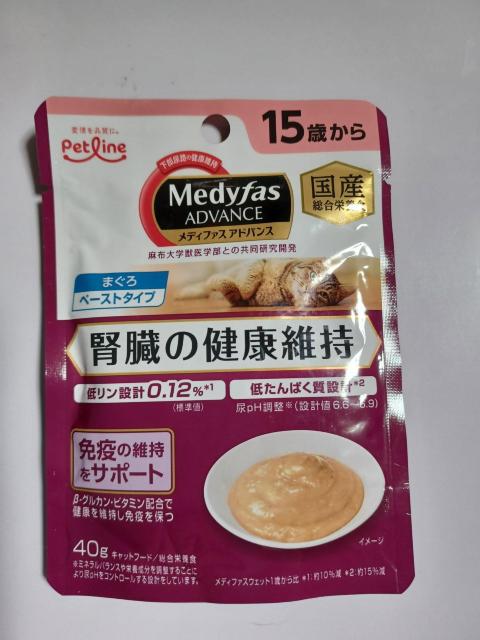 愛情を品質に。
Petline
15歳から
下部尿路の健康維持
Medyfas
ADVANCE
メディファス アドバンス
国産
総合栄養食
麻布大学獣医学部との共同研究開発
まぐろ
ペーストタイプ
腎臓の健康維持
低リン設計0.12%*1
(標準値)
低たんぱく質設計*2
尿pH調整※(設計値6.6〜6.9)
免疫の維持
をサポート
β-グルカン・ビタミン配合で
健康を維持し免疫を保つ
イメージ
40g キャットフード/総合栄養食
※ミネラルバランスや栄養成分を調整することに
より尿pHをコントロールする設計をしています。
メディファスウェット1歳から比 *1:約10%減 *2:約15%減